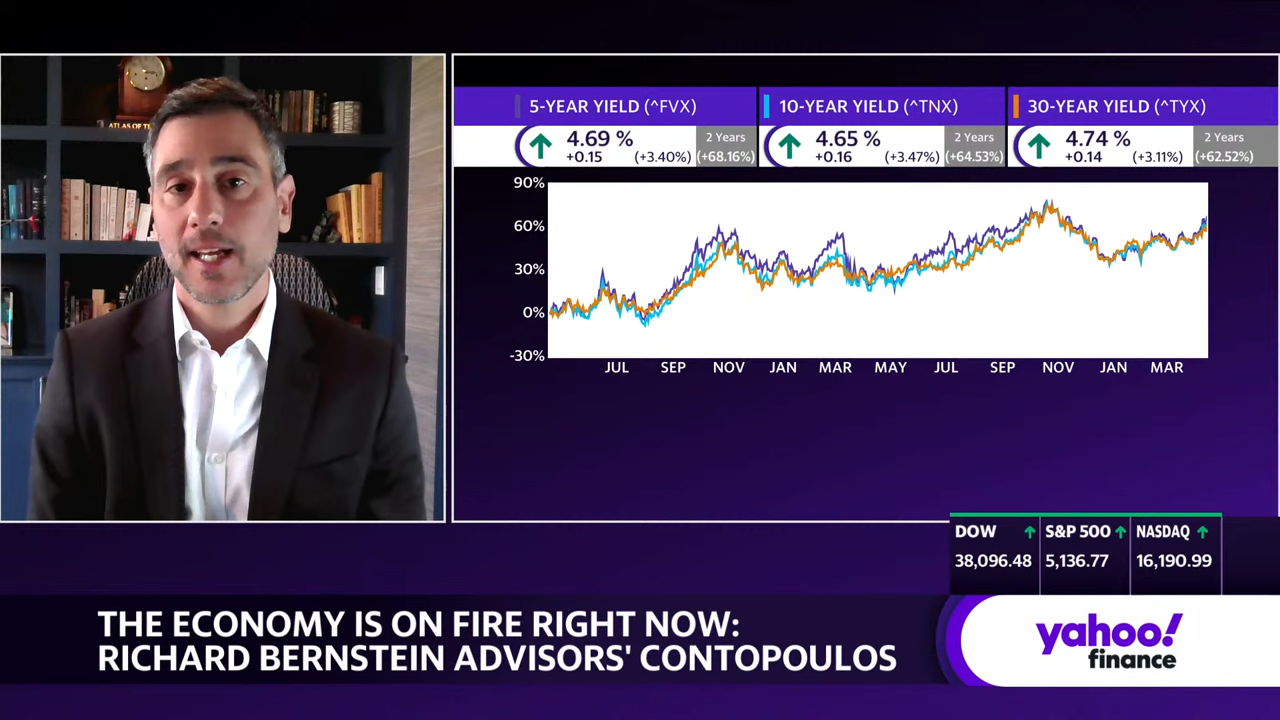 ATLAS OF TH
5-YEAR YIELD (^FVX)
4.69 %
+0.15 (+3.40%)
2 Years
(+68.16%)
10-YEAR YIELD (^TNX)
4.65 %
+0.16 (+3.47%)
2 Years
(+64.53%)
30-YEAR YIELD (^TYX)
4.74 %
+0.14 (+3.11%)
2 Years
(+62.52%)
90%
60%
30%
0%
-30%
JUL SEP NOV JAN MAR MAY JUL SEP NOV JAN MAR
DOW
38,096.48
S&P 500
5,136.77
NASDAQ
16,190.99
THE ECONOMY IS ON FIRE RIGHT NOW:
RICHARD BERNSTEIN ADVISORS' CONTOPOULOS
yahoo!
finance